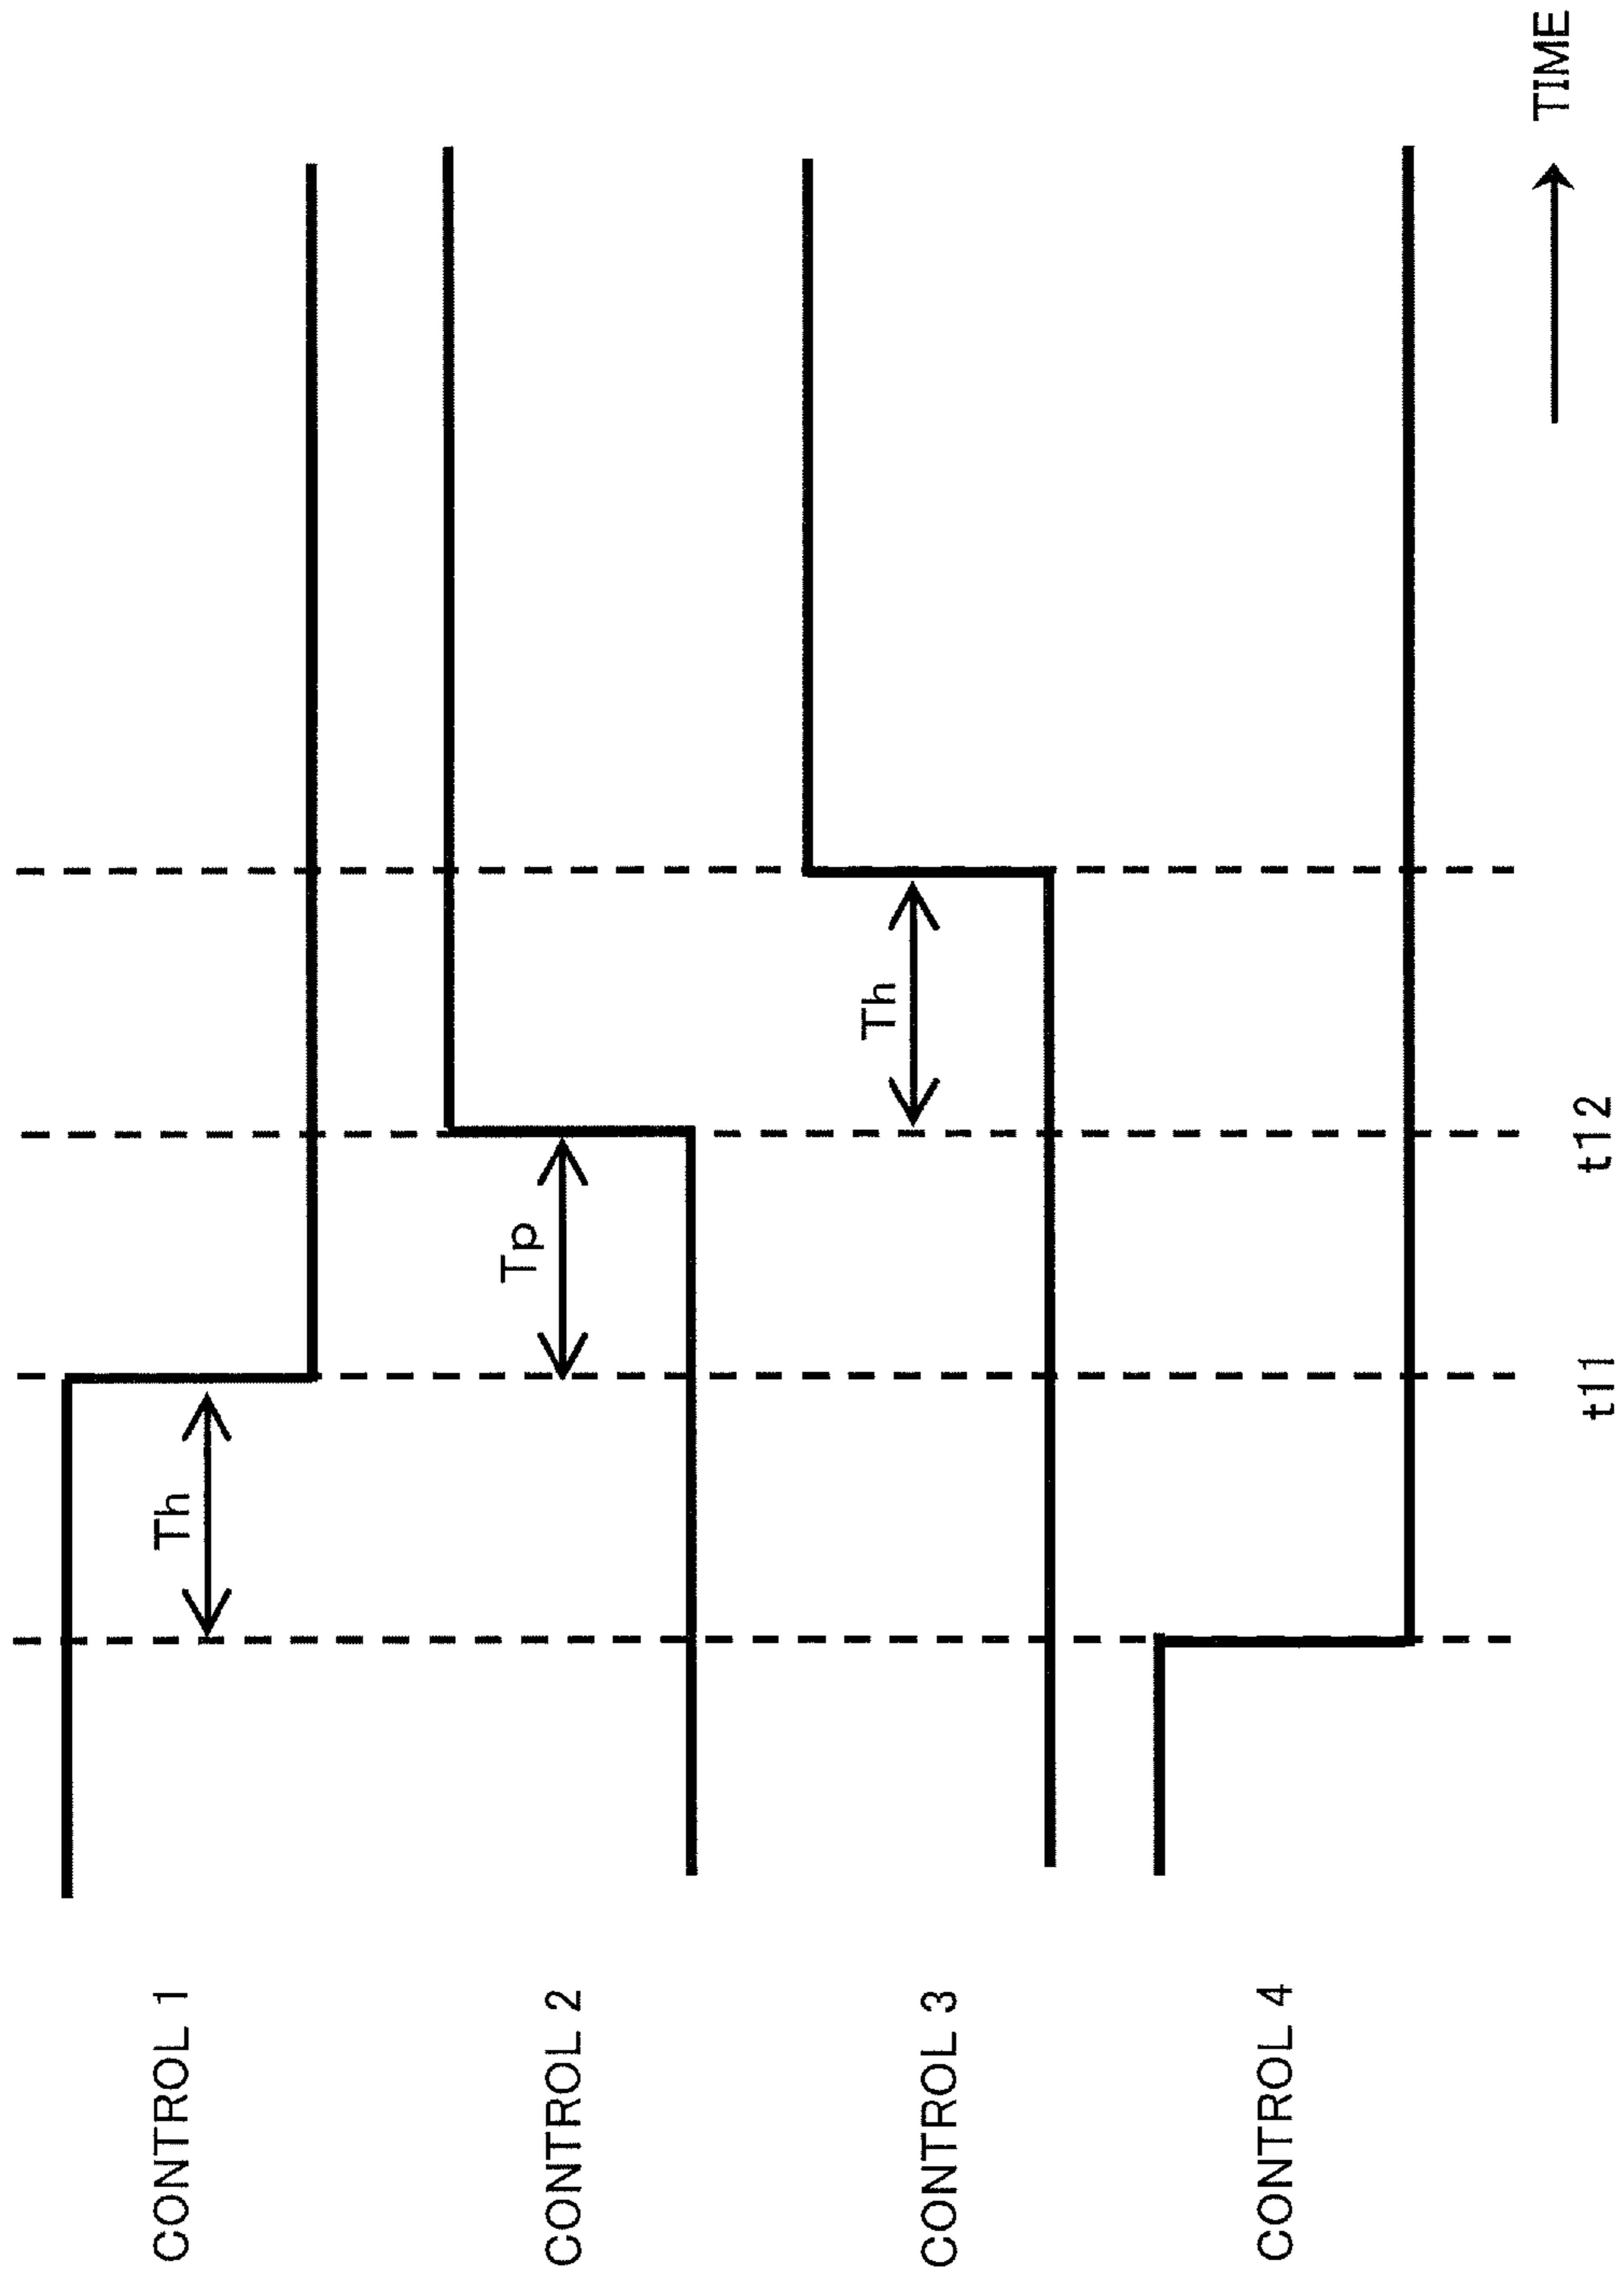 CONTROL 1
Th
CONTROL 2
Tp
CONTROL 3
Th
CONTROL 4
t11
t12
TIME